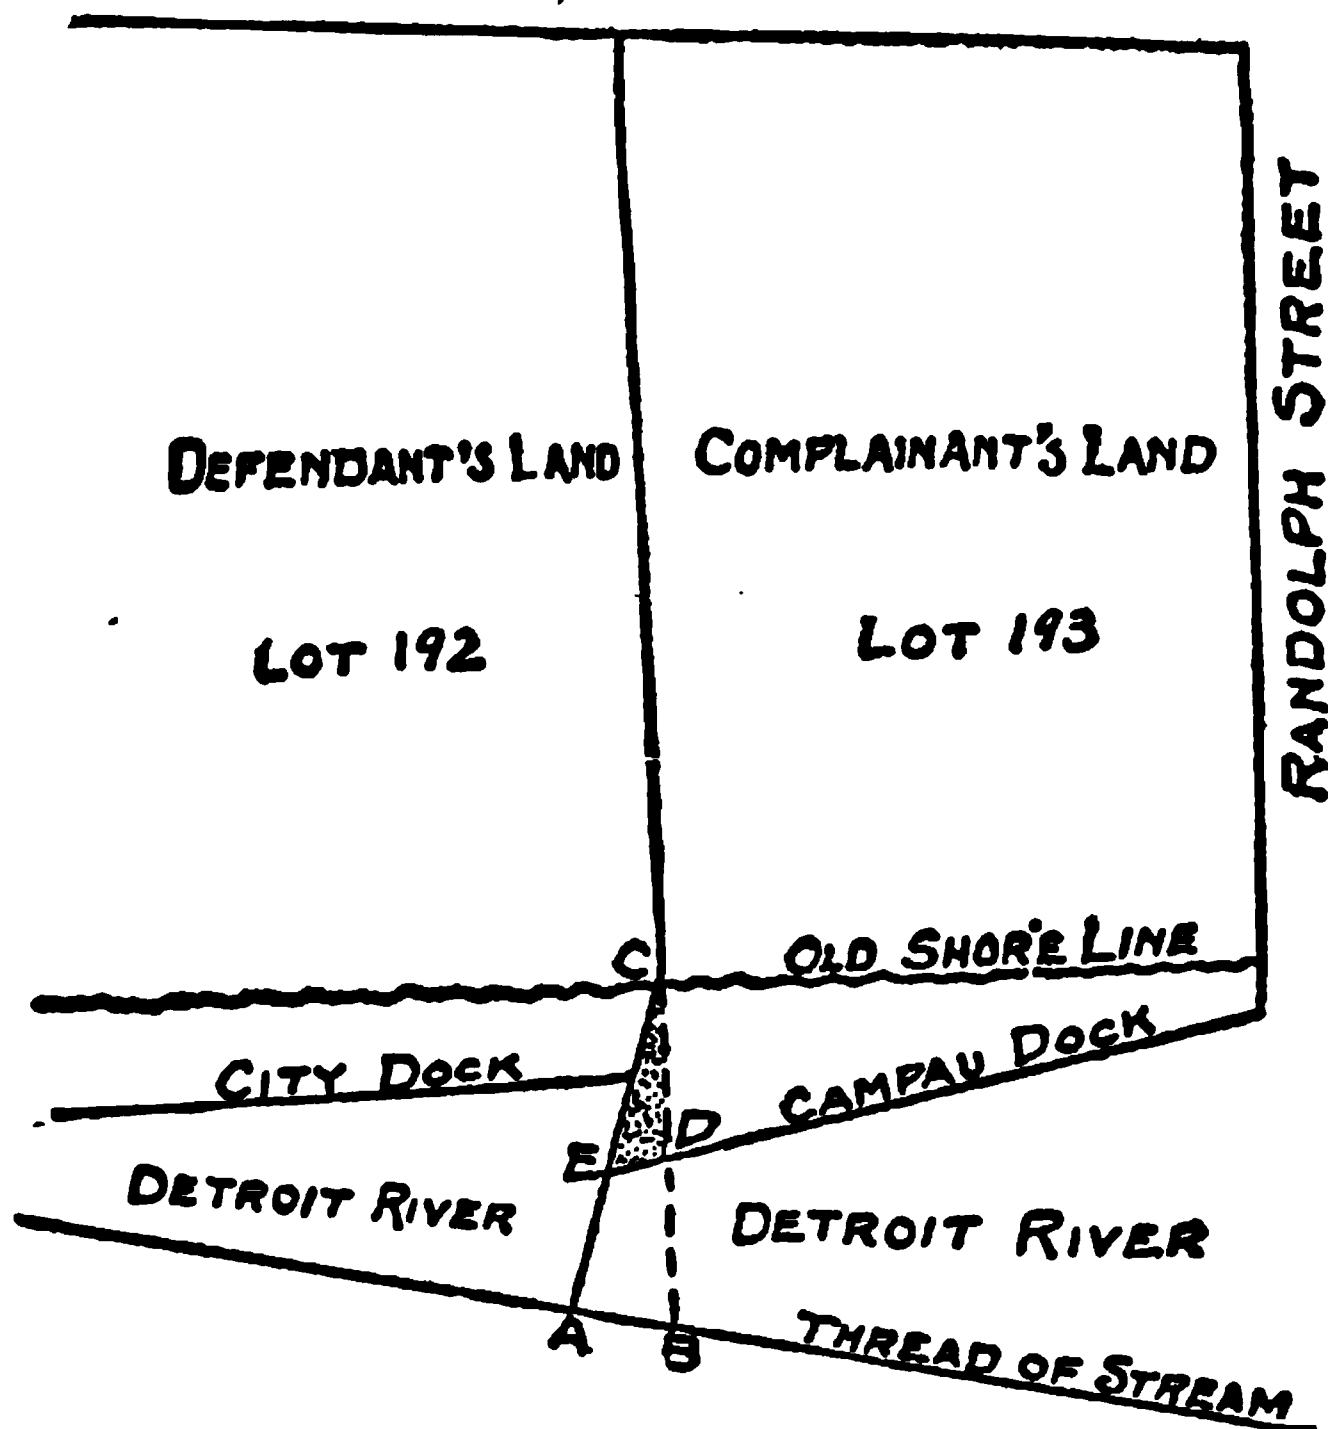 DEFENDANT'S LAND
COMPLAINANT'S LAND
RANDOLPH STREET
LOT 192
LOT 193
C
OLD SHORE LINE
CITY DOCK
CAMPAU DOCK
D
E
DETROIT RIVER
DETROIT RIVER
A
B
THREAD OF STREAM